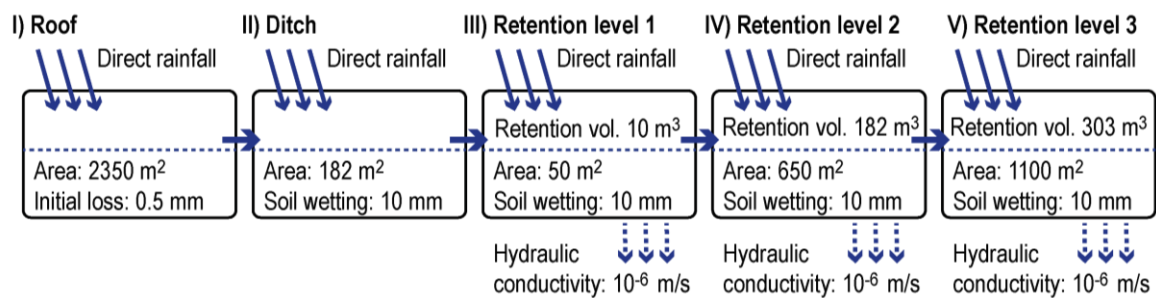 I) Roof
Direct rainfall
Area: 2350 m²
Initial loss: 0.5 mm
II) Ditch
Direct rainfall
Area: 182 m²
Soil wetting: 10 mm
III) Retention level 1
Direct rainfall
Retention vol. 10 m³
Area: 50 m²
Soil wetting: 10 mm
Hydraulic
conductivity: 10⁻⁶ m/s
IV) Retention level 2
Direct rainfall
Retention vol. 182 m³
Area: 650 m²
Soil wetting: 10 mm
Hydraulic
conductivity: 10⁻⁶ m/s
V) Retention level 3
Direct rainfall
Retention vol. 303 m³
Area: 1100 m²
Soil wetting: 10 mm
Hydraulic
conductivity: 10⁻⁶ m/s